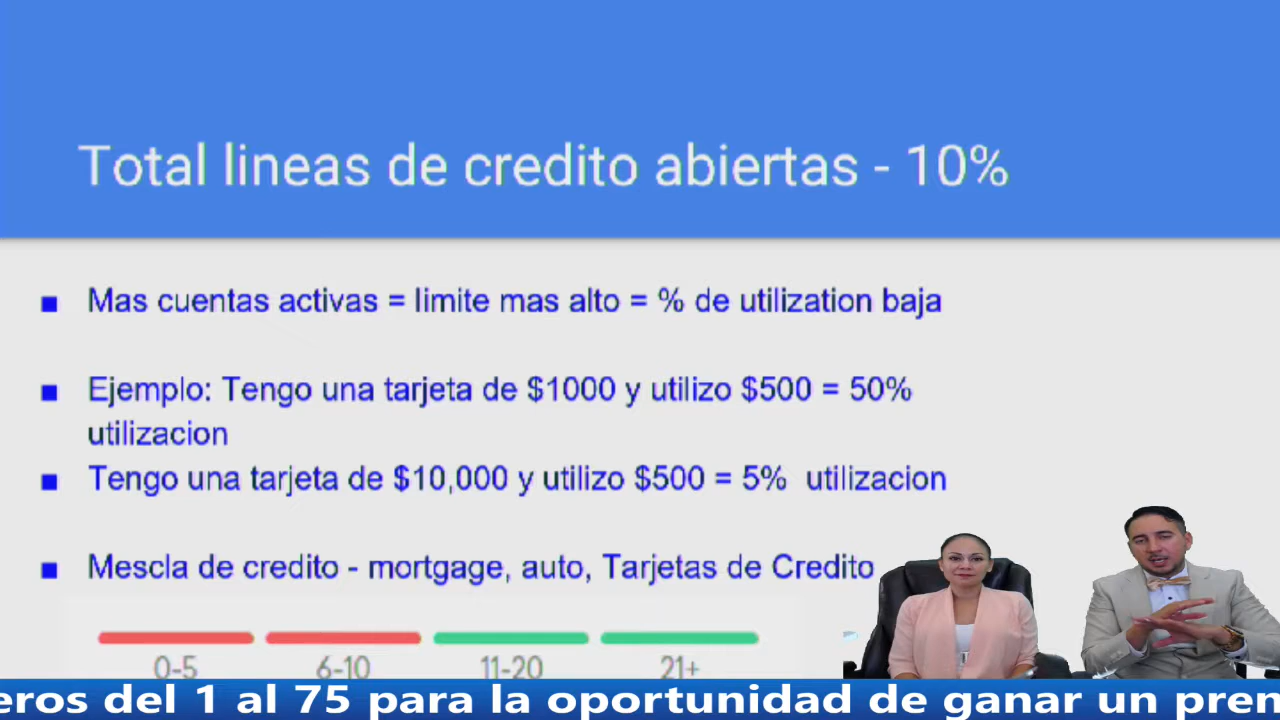 Total lineas de credito abiertas - 10%
Mas cuentas activas = limite mas alto = % de utilization baja
Ejemplo: Tengo una tarjeta de $1000 y utilizo $500 = 50%
utilizacion
Tengo una tarjeta de $10,000 y utilizo $500 = 5% utilizacion
Mescla de credito - mortgage, auto, Tarjetas de Credito
0-5 6-10 11-20 21+
eros del 1 al 75 para la oportunidad de ganar un pren